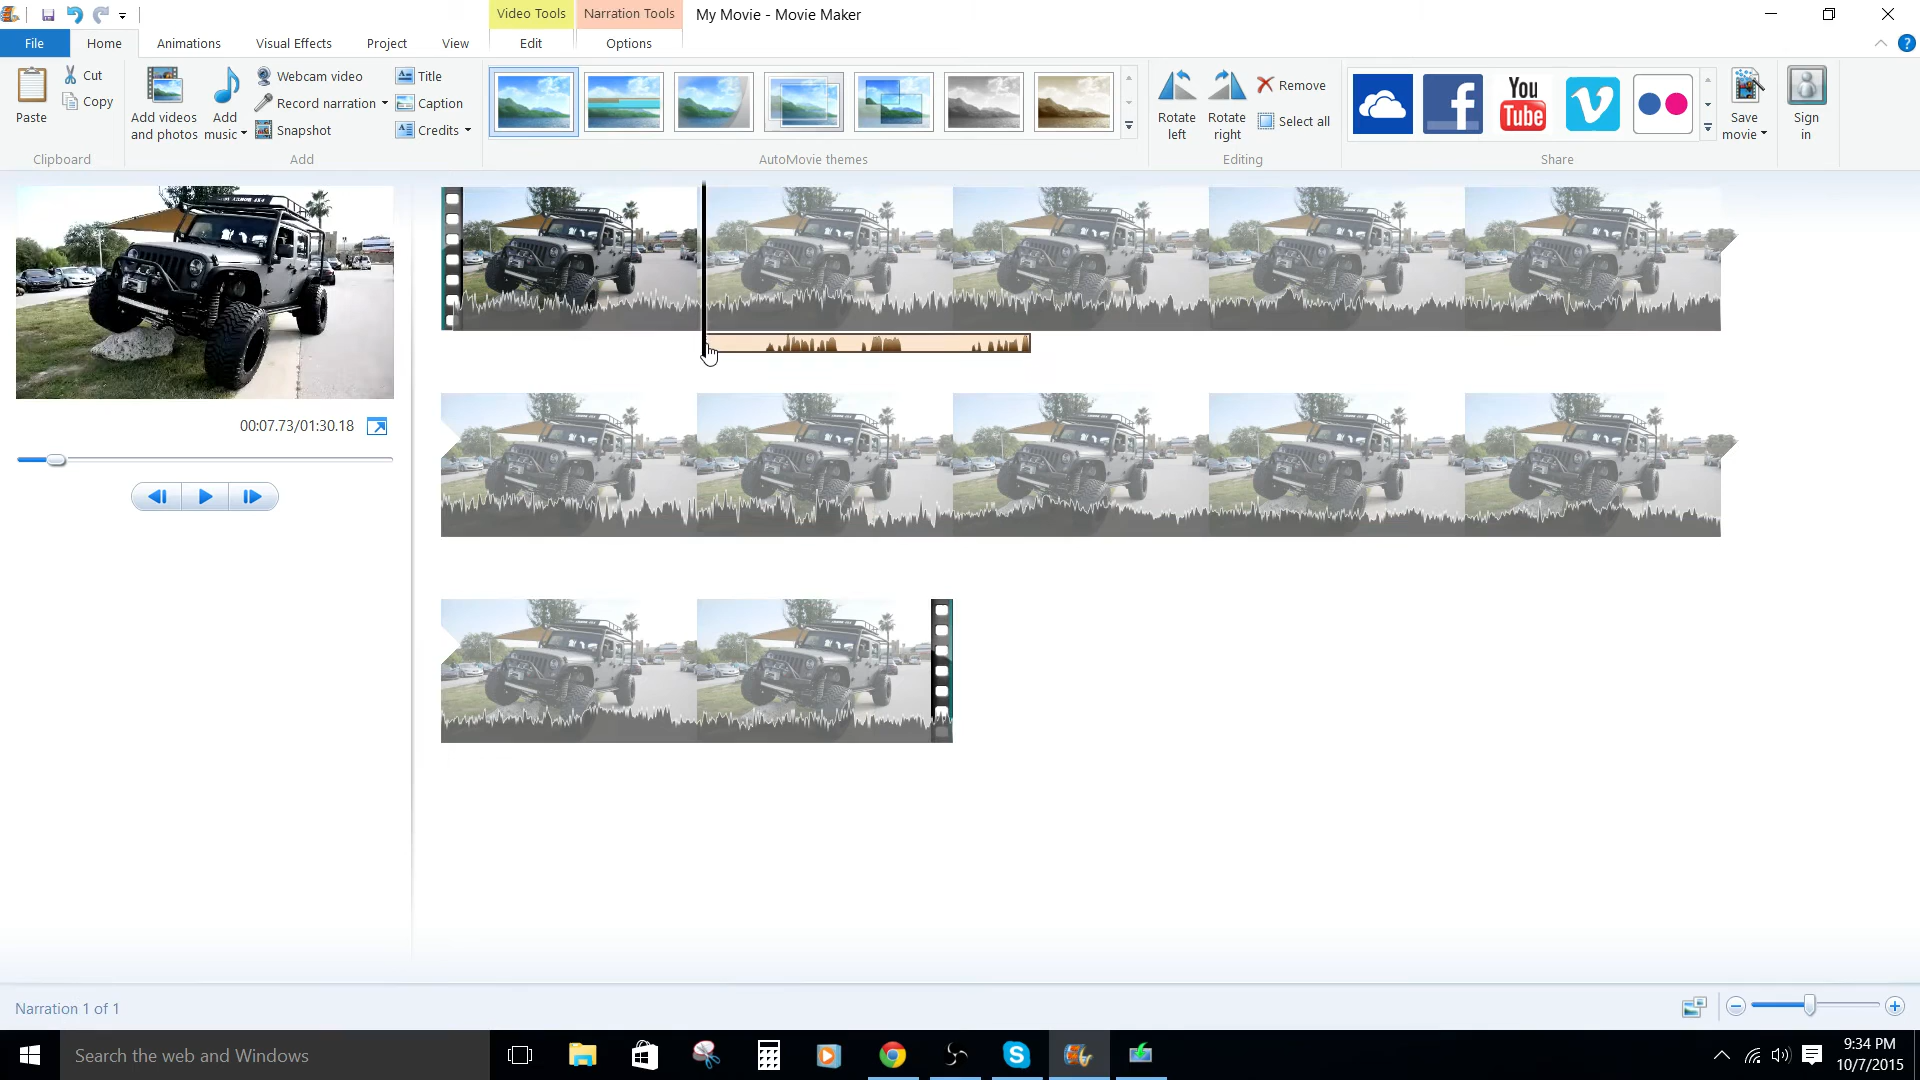 Video Tools
Narration Tools
My Movie - Movie Maker
File
Home
Animations
Visual Effects
Project
View
Edit
Options
Paste
Cut
Copy
Clipboard
Add videos
and photos
Add
music
Webcam video
Record narration
Snapshot
Title
Caption
Credits
Add
AutoMovie themes
Rotate
left
Rotate
right
Remove
Select all
Editing
f
You
Tube
Share
Save
movie
Sign
in
00:07.73/01:30.18
Narration 1 of 1
Search the web and Windows
9:34 PM
10/7/2015